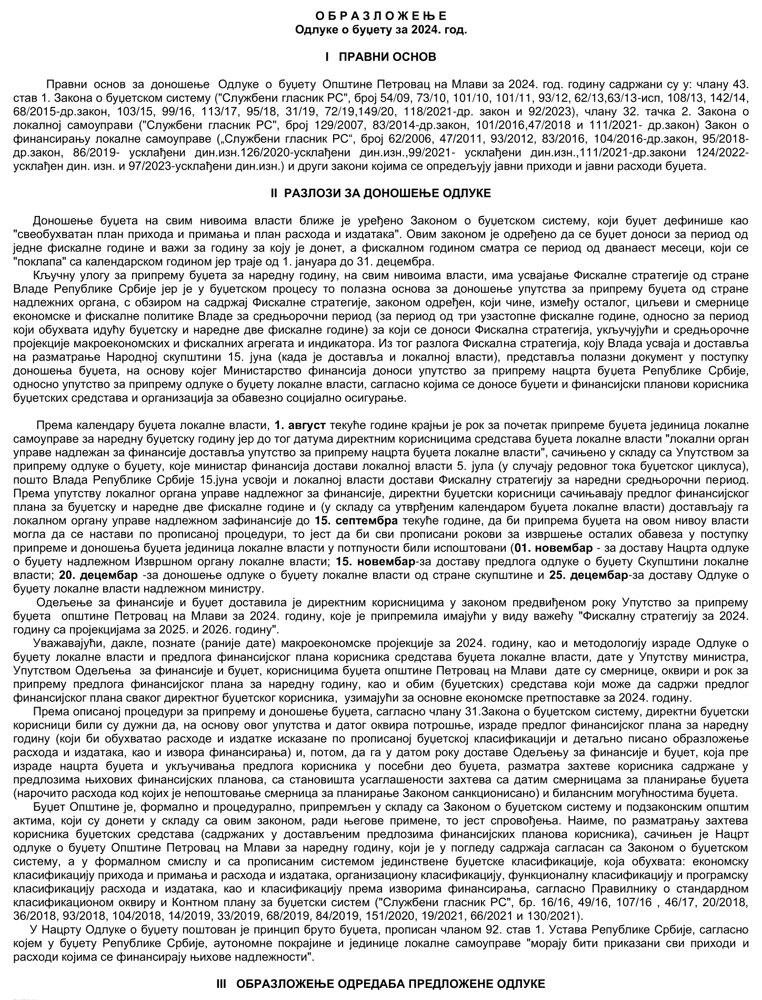 О Б Р А З Л О Ж Е Њ Е
Одлуке о буџету за 2024. год.
I ПРАВНИ ОСНОВ
Правни основ за доношење Одлуке о буџету Општине Петровац на Млави за 2024. год. годину садржани су у: члану 43.
став 1. Закона о буџетском систему ("Службени гласник РС", број 54/09, 73/10, 101/10, 101/11, 93/12, 62/13,63/13-исп, 108/13, 142/14,
68/2015-др.закон, 103/15, 99/16, 113/17, 95/18, 31/19, 72/19,149/20, 118/2021-др. закон и 92/2023), члану 32. тачка 2. Закона о
локалној самоуправи ("Службени гласник РС", број 129/2007, 83/2014-др.закон, 101/2016,47/2018 и 111/2021- др.закон) Закон о
финансирању локалне самоуправе („Службени гласник РС“, број 62/2006, 47/2011, 93/2012, 83/2016, 104/2016-др.закон, 95/2018-
др.закон, 86/2019- усклађени дин.изн.126/2020-усклађени дин.изн.,99/2021- усклађени дин.изн.,111/2021-др.закони 124/2022-
усклађен дин. изн. и 97/2023-усклађени дин.изн.) и други закони којима се опредељују јавни приходи и јавни расходи буџета.
II РАЗЛОЗИ ЗА ДОНОШЕЊЕ ОДЛУКЕ
Доношење буџета на свим нивоима власти ближе је уређено Законом о буџетском систему, који буџет дефинише као
"свеобухватан план прихода и примања и план расхода и издатака". Овим законом је одређено да се буџет доноси за период од
једне фискалне године и важи за годину за коју је донет, а фискалном годином сматра се период од дванаест месеци, који се
"поклапа" са календарском годином јер траје од 1. јануара до 31. децембра.
Кључну улогу за припрему буџета за наредну годину, на свим нивоима власти, има усвајање Фискалне стратегије од стране
Владе Републике Србије јер је у буџетском процесу то полазна основа за доношење упутства за припрему буџета од стране
надлежних органа, с обзиром на садржај Фискалне стратегије, законом одређен, који чине, између осталог, циљеви и смернице
економске и фискалне политике Владе за средњорочни период (за период од три узастопне фискалне године, односно за период
који обухвата идућу буџетску и наредне две фискалне године) за који се доноси Фискална стратегија, укључујући и средњорочне
пројекције макроекономских и фискалних агрегата и индикатора. Из тог разлога Фискална стратегија, коју Влада усваја и доставља
на разматрање Народној скупштини 15. јуна (када је доставља и локалној власти), представља полазни документ у поступку
доношења буџета, на основу којег Министарство финансија доноси упутство за припрему нацрта буџета Републике Србије,
односно упутство за припрему одлуке о буџету локалне власти, сагласно којима се доносе буџети и финансијски планови корисника
буџетских средстава и организација за обавезно социјално осигурање.
Према календару буџета локалне власти, 1. август текуће године крајњи је рок за почетак припреме буџета јединица локалне
самоуправе за наредну буџетску годину јер до тог датума директним корисницима средстава буџета локалне власти "локални орган
управе надлежан за финансије доставља упутство за припрему нацрта буџета локалне власти", сачињено у складу са Упутством за
припрему одлуке о буџету, које министар финансија достави локалној власти 5. јула (у случају редовног тока буџетског циклуса),
пошто Влада Републике Србије 15.јуна усвоји и локалној власти достави Фискалну стратегију за наредни средњорочни период.
Према упутству локалног органа управе надлежног за финансије, директни буџетски корисници сачињавају предлог финансијског
плана за буџетску и наредне две фискалне године и (у складу са утврђеним календаром буџета локалне власти) достављају га
локалном органу управе надлежном зафинансије до 15. септембра текуће године, да би припрема буџета на овом нивоу власти
могла да се настави по прописаној процедури, то јест да би сви прописани рокови за извршење осталих обавеза у поступку
припреме и доношења буџета јединица локалне власти у потпуности били испоштовани (01. новембар - за доставу Нацрта одлуке
о буџету надлежном Извршном органу локалне власти; 15. новембар-за доставу предлога одлуке о буџету Скупштини локалне
власти; 20. децембар -за доношење одлуке о буџету локалне власти од стране скупштине и 25. децембар-за доставу Одлуке о
буџету локалне власти надлежном министру.
Одељење за финансије и буџет доставила је директним корисницима у законом предвиђеном року Упутство за припрему
буџета општине Петровац на Млави за 2024. годину, које је припремила имајући у виду важећу "Фискалну стратегију за 2024.
годину са пројекцијама за 2025. и 2026. годину".
Уважавајући, дакле, познате (раније дате) макроекономске пројекције за 2024. годину, као и методологију израде Одлуке о
буџету локалне власти и предлога финансијског плана корисника средстава буџета локалне власти, дате у Упутству министра,
Упутством Одељења за финансије и буџет, корисницима буџета општине Петровац на Млави дате су смернице, оквири и рок за
припрему предлога финансијског плана за наредну годину, као и обим (буџетских) средстава који може да садржи предлог
финансијског плана сваког директног буџетског корисника, узимајући за основне економске претпоставке за 2024. годину.
Према описаној процедури за припрему и доношење буџета, сагласно члану 31.Закона о буџетском систему, директни буџетски
корисници били су дужни да, на основу овог упутства и датог оквира потрошње, израде предлог финансијског плана за наредну
годину (који би обухватао расходе и издатке исказане по прописаној буџетској класификацији и детаљно писано образложење
расхода и издатака, као и извора финансирања) и, потом, да га у датом року доставе Одељењу за финансије и буџет, која пре
израде нацрта буџета и укључивања предлога корисника у посебни део буџета, разматра захтеве корисника садржане у
предлозима њихових финансијских планова, са становишта усаглашености захтева са датим смерницама за планирање буџета
(нарочито расхода код којих је непоштовање смерница за планирање Законом санкционисано) и билансним могућностима буџета.
Буџет Општине је, формално и процедурално, припремљен у складу са Законом о буџетском систему и подзаконским општим
актима, који су донети у складу са овим законом, ради његове примене, то јест спровођења. Наиме, по разматрању захтева
корисника буџетских средстава (садржаних у достављеним предлозима финансијских планова корисника), сачињен је Нацрт
одлуке о буџету Општине Петровац на Млави за наредну годину, који је у погледу садржаја сагласан са Законом о буџетском
систему, а у формалном смислу и са прописаним системом јединствене буџетске класификације, која обухвата: економску
класификацију прихода и примања и расхода и издатака, организациону класификацију, функционалну класификацију и програмску
класификацију расхода и издатака, као и класификацију према изворима финансирања, сагласно Правилнику о стандардном
класификационом оквиру и Контном плану за буџетски систем ("Службени гласник РС", бр. 16/16, 49/16, 107/16 , 46/17, 20/2018,
36/2018, 93/2018, 104/2018, 14/2019, 33/2019, 68/2019, 84/2019, 151/2020, 19/2021, 66/2021 и 130/2021).
У Нацрту Одлуке о буџету поштован је принцип бруто буџета, прописан чланом 92. став 1. Устава Републике Србије, сагласно
којем у буџету Републике Србије, аутономне покрајине и јединице локалне самоуправе "морају бити приказани сви приходи и
расходи којима се финансирају њихове надлежности".
III ОБРАЗЛОЖЕЊЕ ОДРЕДАБА ПРЕДЛОЖЕНЕ ОДЛУКЕ